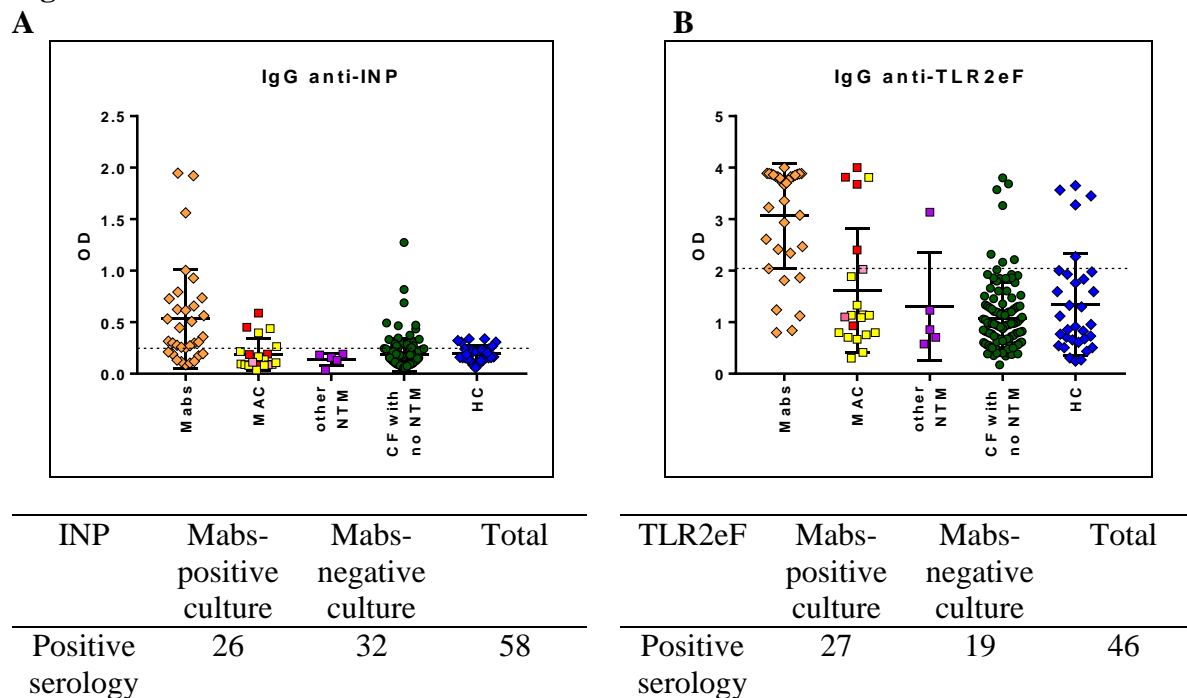 A
B
IgG anti-INP
2.5
2.0
1.5
1.0
0.5
0.0
OD
Mabs
MAC
other
NTM
CF with
no NTM
HC
IgG anti-TLR2eF
5
4
3
2
1
0
OD
Mabs
MAC
other
NTM
CF with
no NTM
HC
INP Mabs- Mabs- Total
positive negative
culture culture
Positive 26 32 58
serology
TLR2eF Mabs- Mabs- Total
positive negative
culture culture
Positive 27 19 46
serology